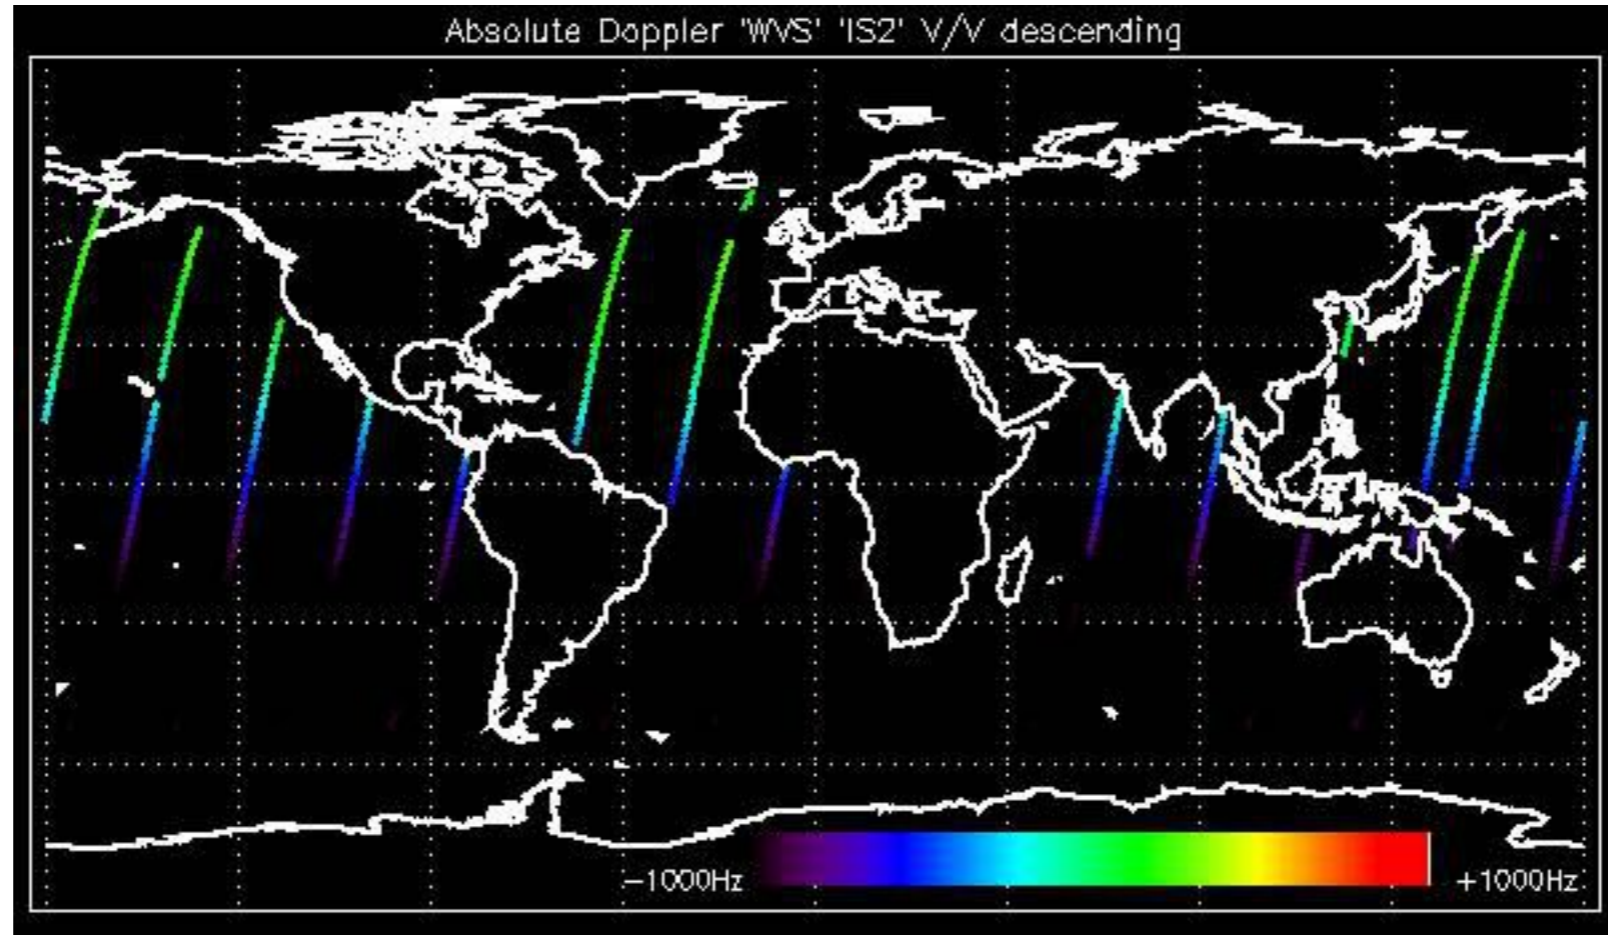 Absolute Doppler 'WVS' 'IS2' V/V descending
−1000Hz +1000Hz